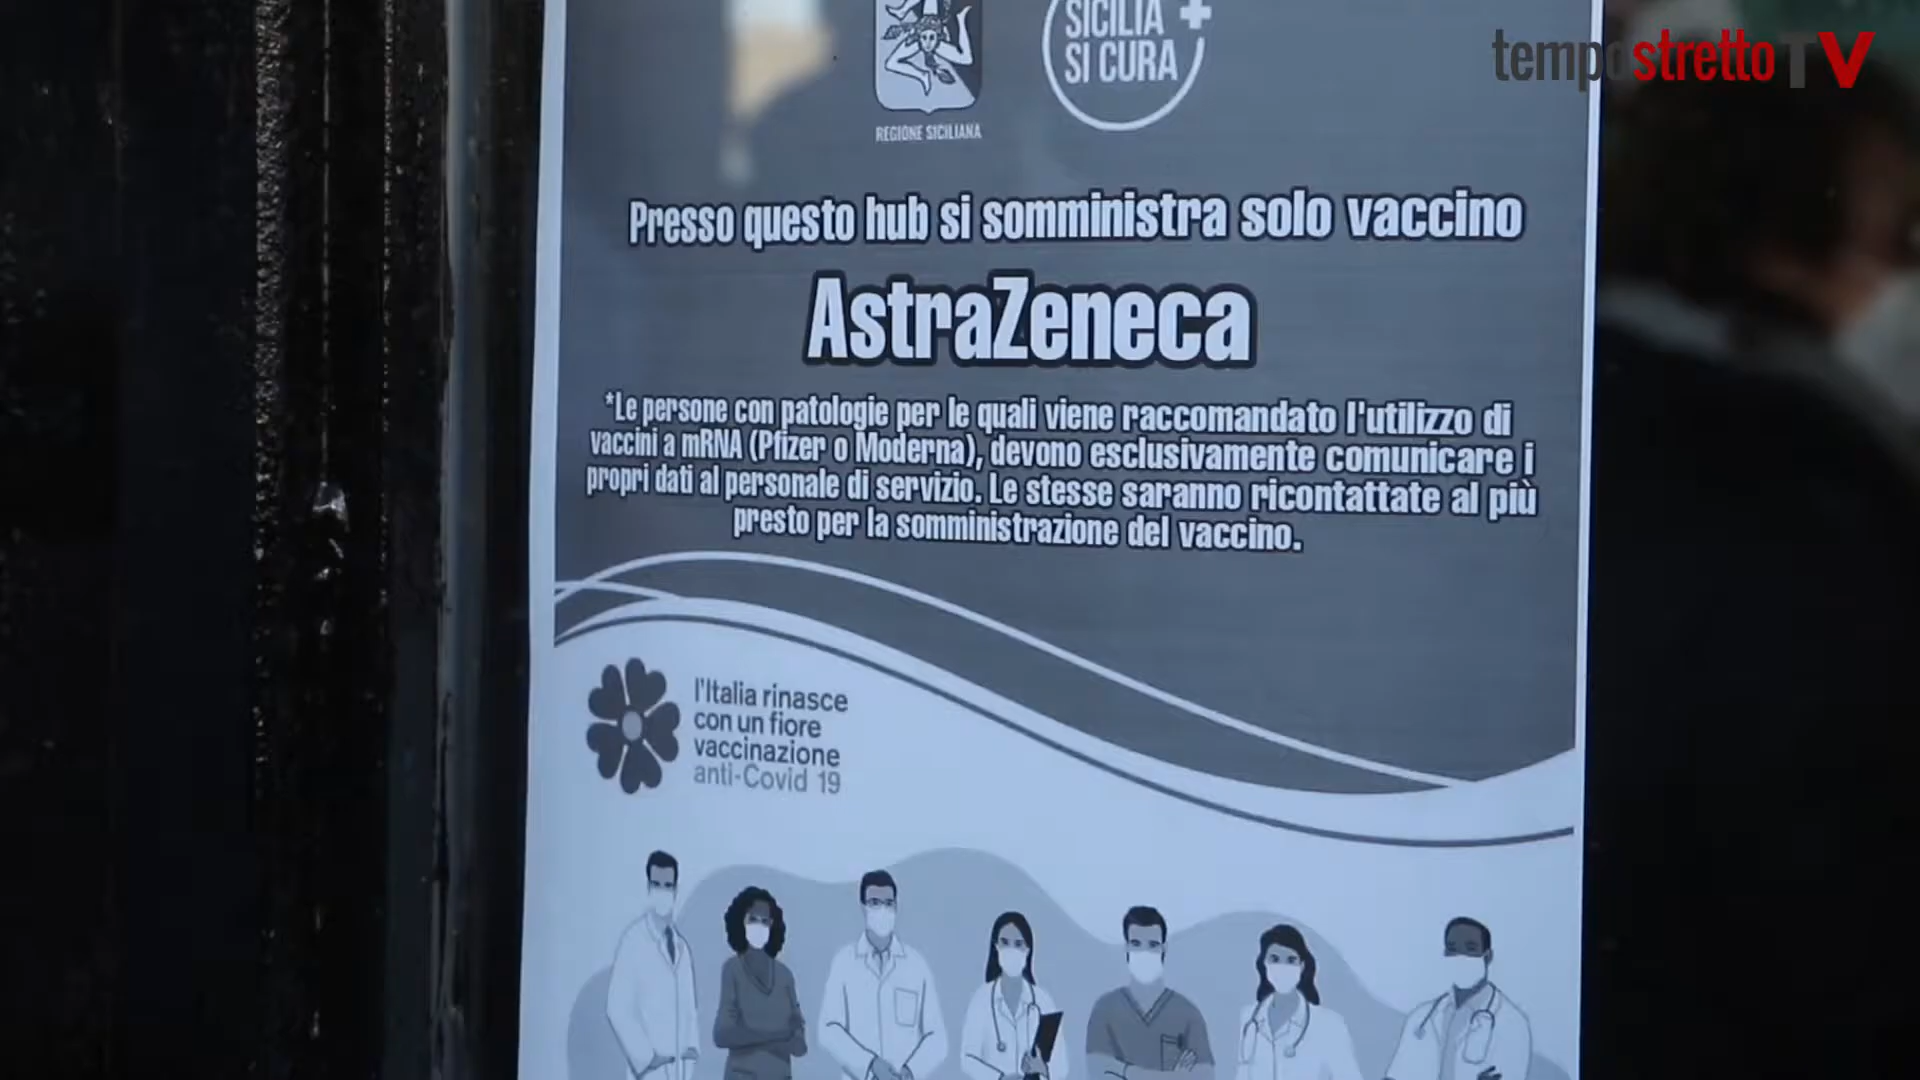 SICILIA
SI CURA
tempostretto TV
REGIONE SICILIANA
Presso questo hub si somministra solo vaccino
AstraZeneca
*Le persone con patologie per le quali viene raccomandato l'utilizzo di
vaccini a mRNA (Pfizer o Moderna), devono esclusivamente comunicare i
propri dati al personale di servizio. Le stesse saranno ricontattate al più
presto per la somministrazione del vaccino.
l'Italia rinasce
con un fiore
vaccinazione
anti-Covid 19